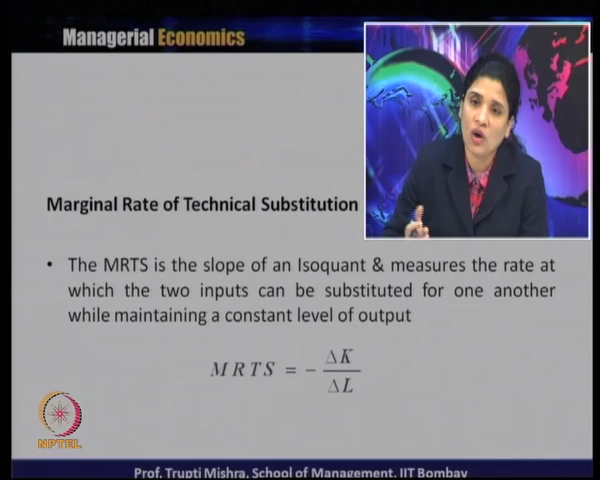 Managerial Economics
Marginal Rate of Technical Substitution
• The MRTS is the slope of an Isoquant & measures the rate at
which the two inputs can be substituted for one another
while maintaining a constant level of output
MRTS = - ΔK / ΔL
NPTEL
Prof. Trupti Mishra, School of Management, IIT Bombay